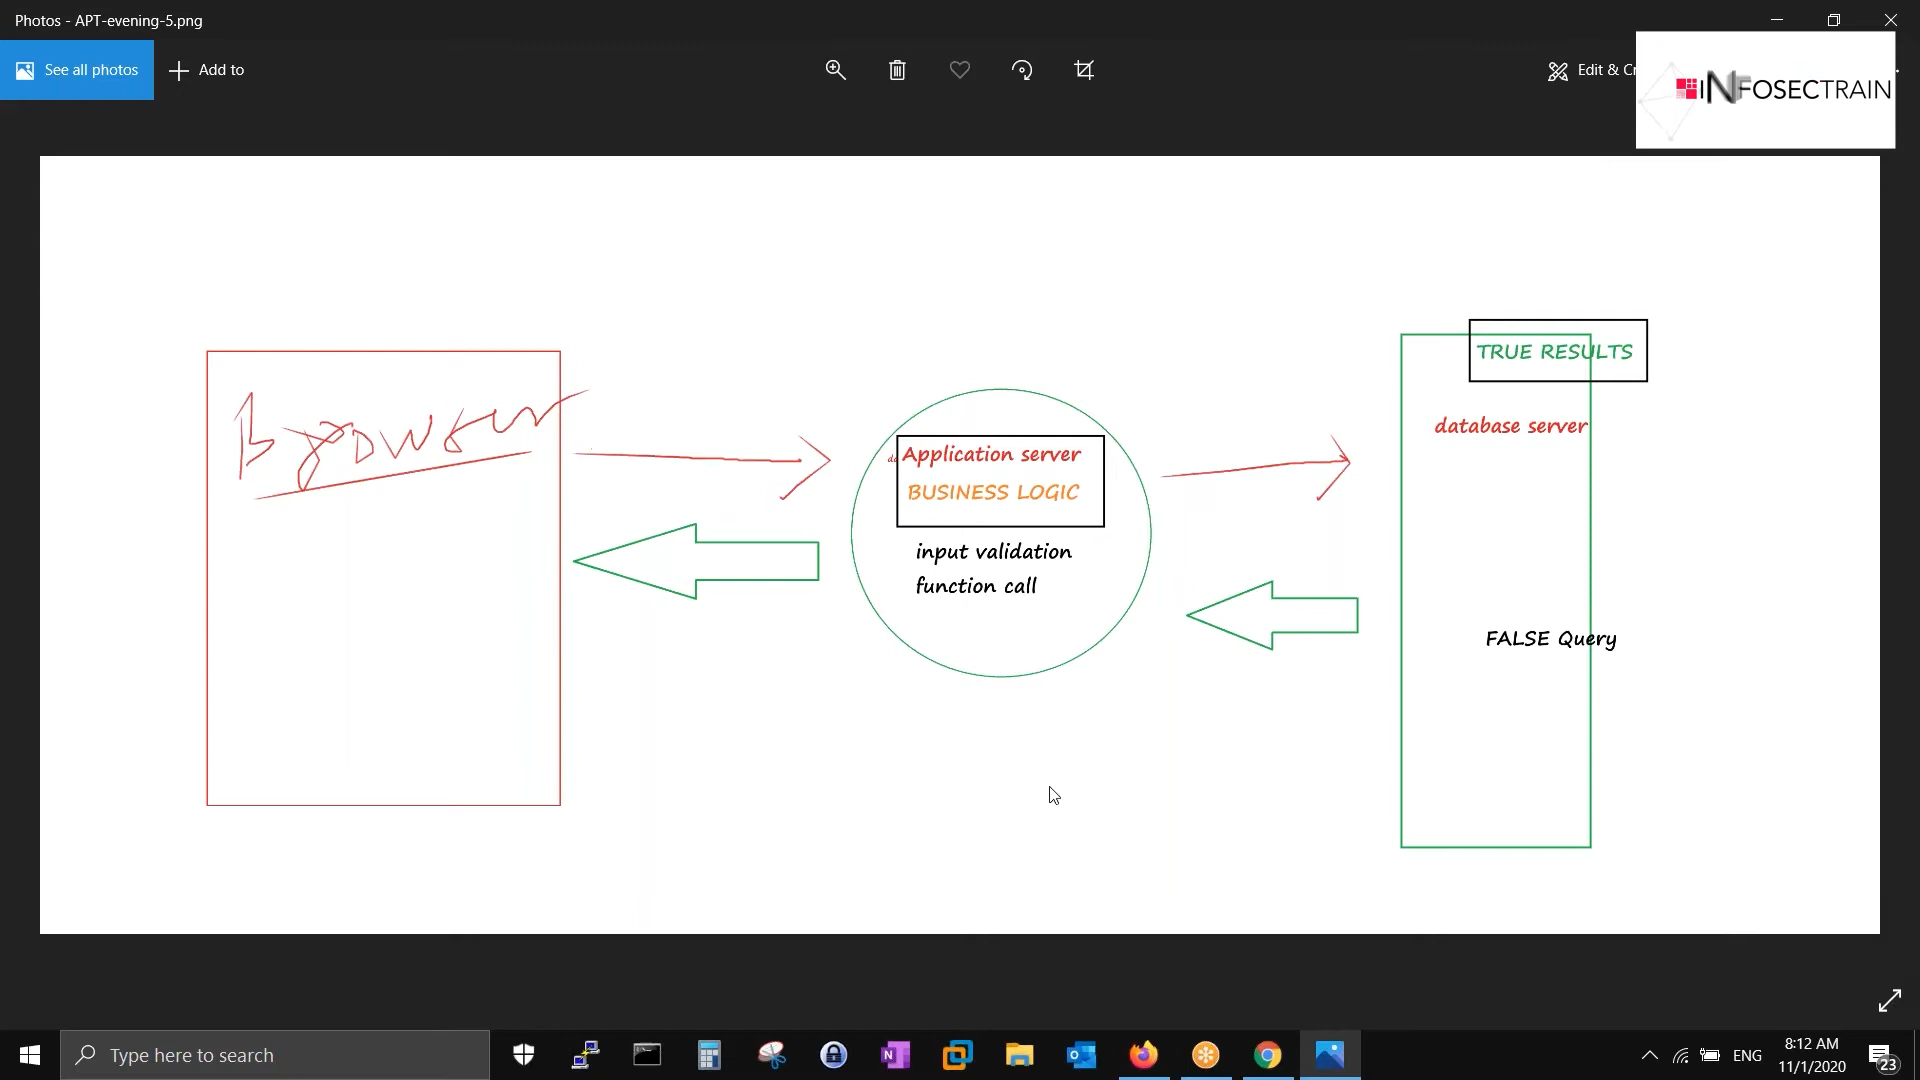 Photos - APT-evening-5.png
See all photos
Add to
Edit & Cr
INFOSECTRAIN
Browser
Application server
BUSINESS LOGIC
input validation
function call
TRUE RESULTS
database server
FALSE Query
Type here to search
ENG
8:12 AM
11/1/2020
23